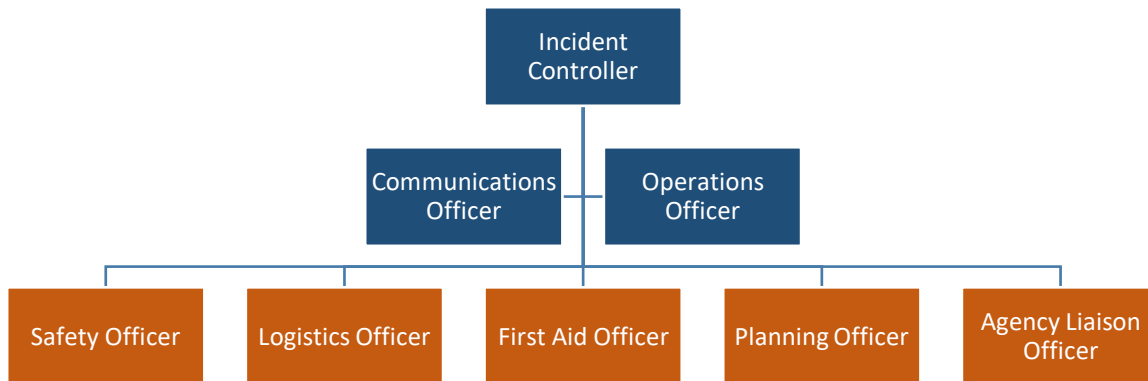 Incident
Controller
Communications
Officer
Operations
Officer
Safety Officer
Logistics Officer
First Aid Officer
Planning Officer
Agency Liaison
Officer